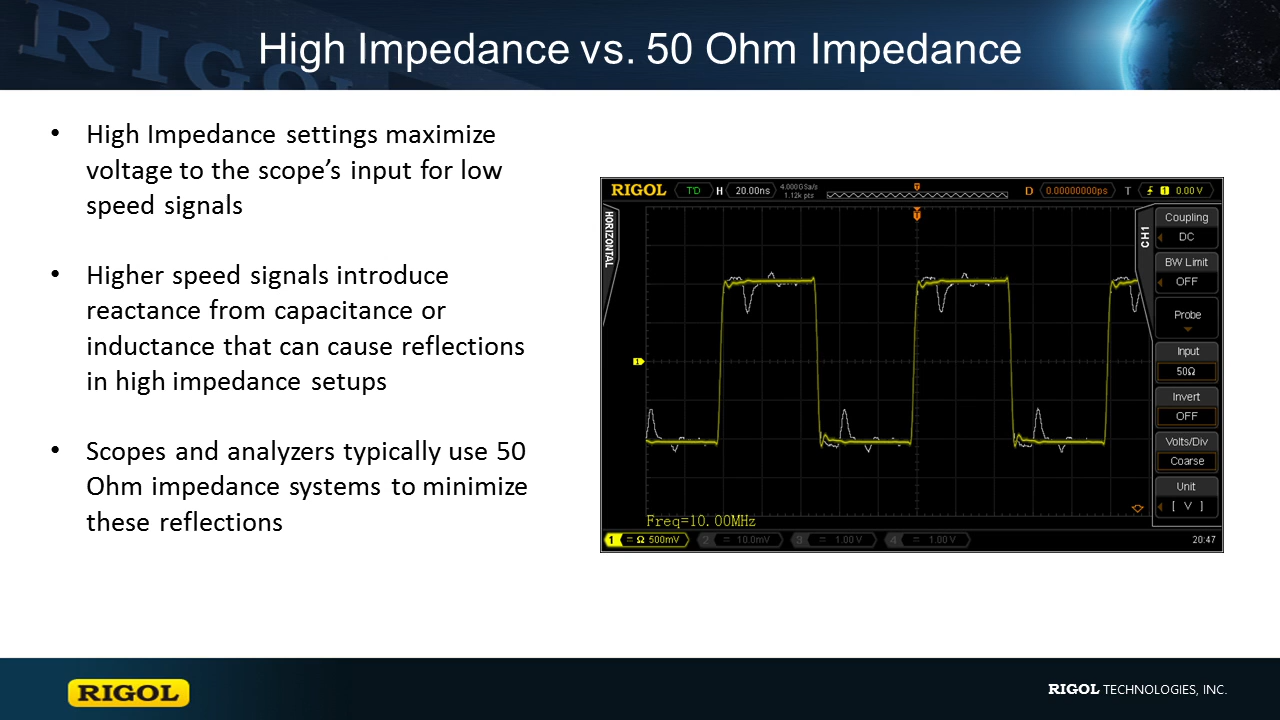 RIGOL
High Impedance vs. 50 Ohm Impedance
• High Impedance settings maximize
voltage to the scope’s input for low
speed signals
• Higher speed signals introduce
reactance from capacitance or
inductance that can cause reflections
in high impedance setups
• Scopes and analyzers typically use 50
Ohm impedance systems to minimize
these reflections
RIGOL T'D H 20.00ns 4.000GSa/s 1.12k pts D 0.00000000ps T 1 0.00 V
HORIZONTAL
CH1
Coupling
DC
BW Limit
OFF
Probe
Input
50Ω
Invert
OFF
Volts/Div
Coarse
Unit
[ V ]
1
Freq=10.00MHz
1 = Ω 500mV 2 = 10.0mV 3 = 1.00 V 4 = 1.00 V 20:47
RIGOL
RIGOL TECHNOLOGIES, INC.